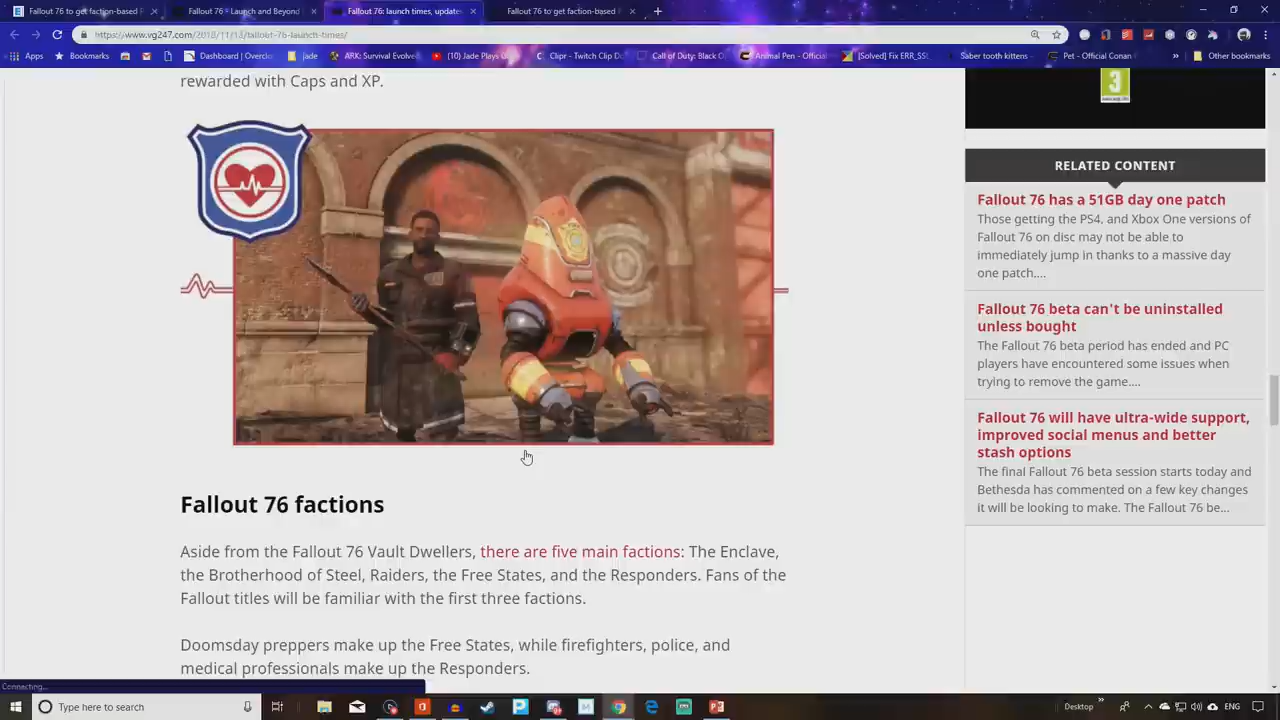 Fallout 76 to get faction-based P
Fallout 76 - Launch and Beyond
Fallout 76: launch times, update
Fallout 76 to get faction-based P
https://www.vg247.com/2018/11/13/fallout-76-launch-times/
Apps
Bookmarks
Dashboard | Overclo
Jade
ARK: Survival Evolve
(10) Jade Plays G
Clipr - Twitch Clip D
Call of Duty: Black O
Animal Pen - Official
[Solved] Fix ERR_SSL
Saber tooth kittens -
Pet - Official Conan E
»
Other bookmarks
rewarded with Caps and XP.
3
RELATED CONTENT
Fallout 76 has a 51GB day one patch
Those getting the PS4, and Xbox One versions of
Fallout 76 on disc may not be able to
immediately jump in thanks to a massive day
one patch....
Fallout 76 beta can't be uninstalled
unless bought
The Fallout 76 beta period has ended and PC
players have encountered some issues when
trying to remove the game....
Fallout 76 will have ultra-wide support,
improved social menus and better
stash options
The final Fallout 76 beta session starts today and
Bethesda has commented on a few key changes
it will be looking to make. The Fallout 76 be...
Fallout 76 factions
Aside from the Fallout 76 Vault Dwellers, there are five main factions: The Enclave,
the Brotherhood of Steel, Raiders, the Free States, and the Responders. Fans of the
Fallout titles will be familiar with the first three factions.
Doomsday preppers make up the Free States, while firefighters, police, and
medical professionals make up the Responders.
Connecting...
Type here to search
Desktop
»
ENG